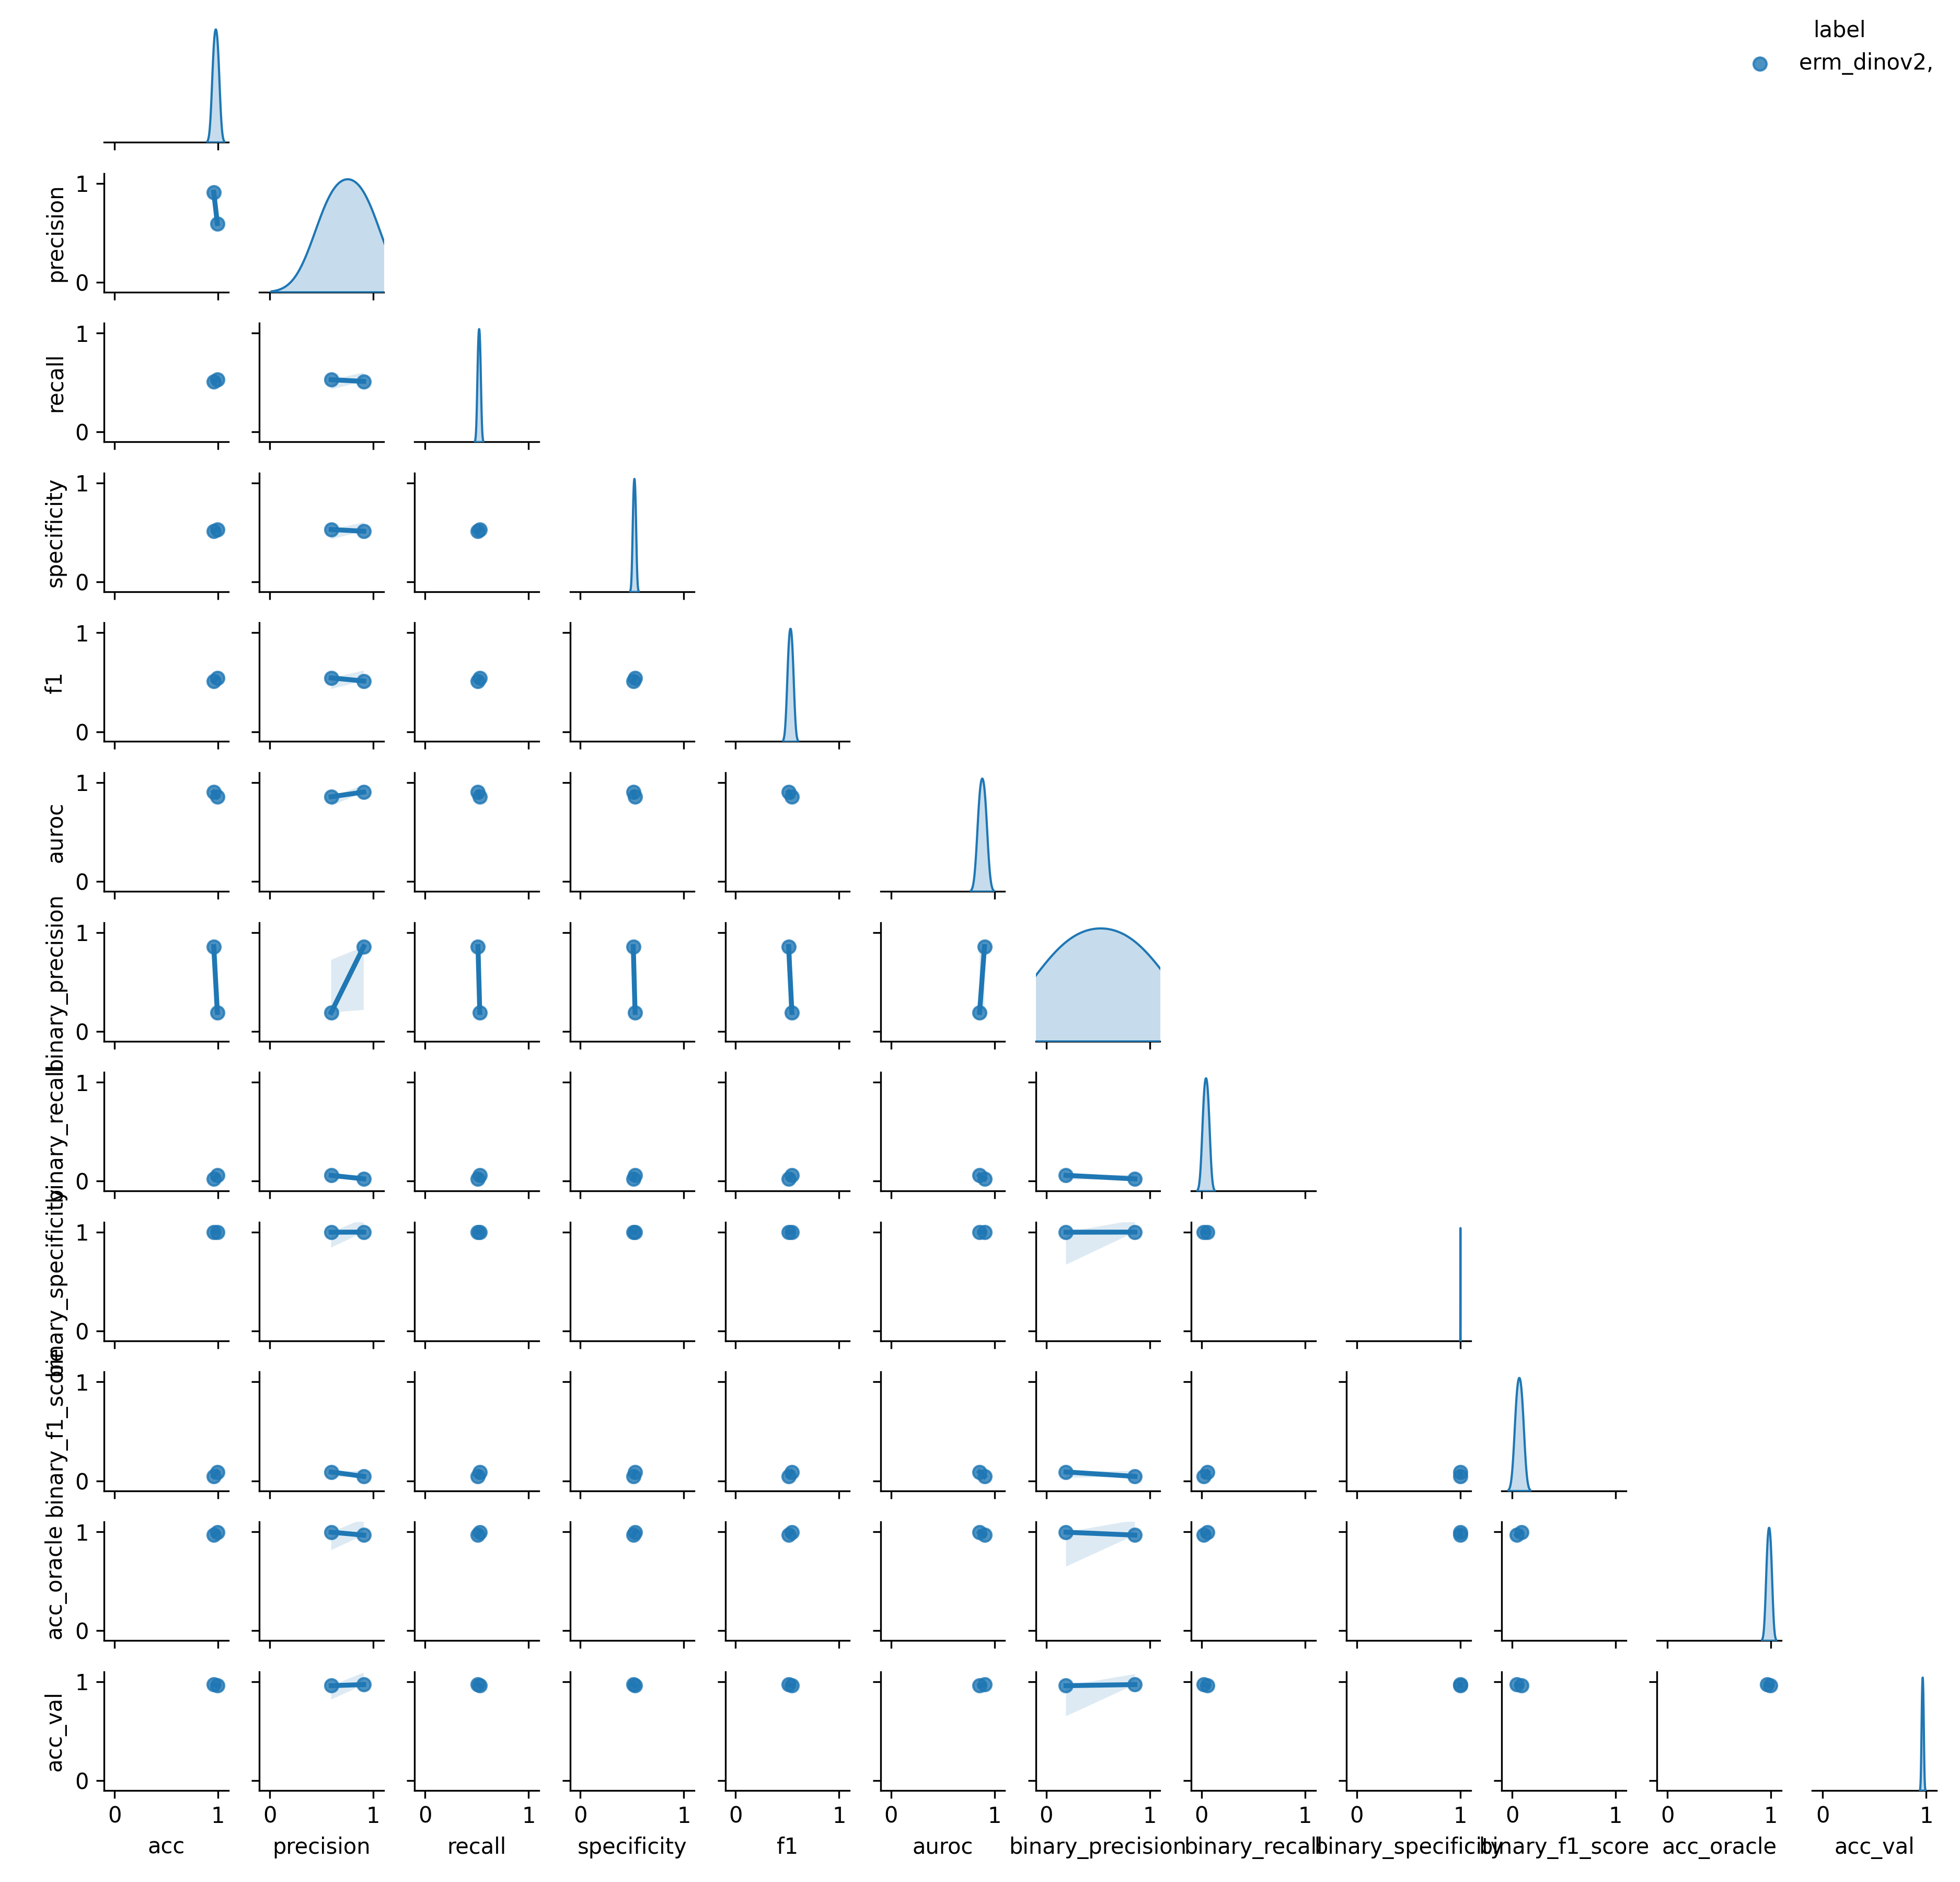 label
erm_dinov2,
1
0
precision
1
0
recall
1
0
specificity
1
0
f1
1
0
auroc
1
0
binary_precision
1
0
binary_recall
1
0
binary_specificity
1
0
binary_f1_score
1
0
acc_oracle
1
0
acc_val
0 1 0 1 0 1 0 1 0 1 0 1 0 1 0 1 0 1 0 1 0 1 0 1
acc precision recall specificity f1 auroc binary_precision binary_recall binary_specificity binary_f1_score acc_oracle acc_val